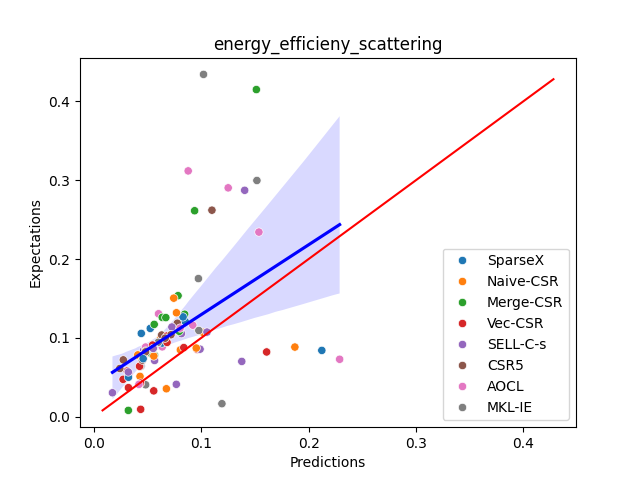 energy_efficieny_scattering
Expectations
0.4
0.3
0.2
0.1
0.0
0.0 0.1 0.2 0.3 0.4
Predictions
SparseX
Naive-CSR
Merge-CSR
Vec-CSR
SELL-C-s
CSR5
AOCL
MKL-IE